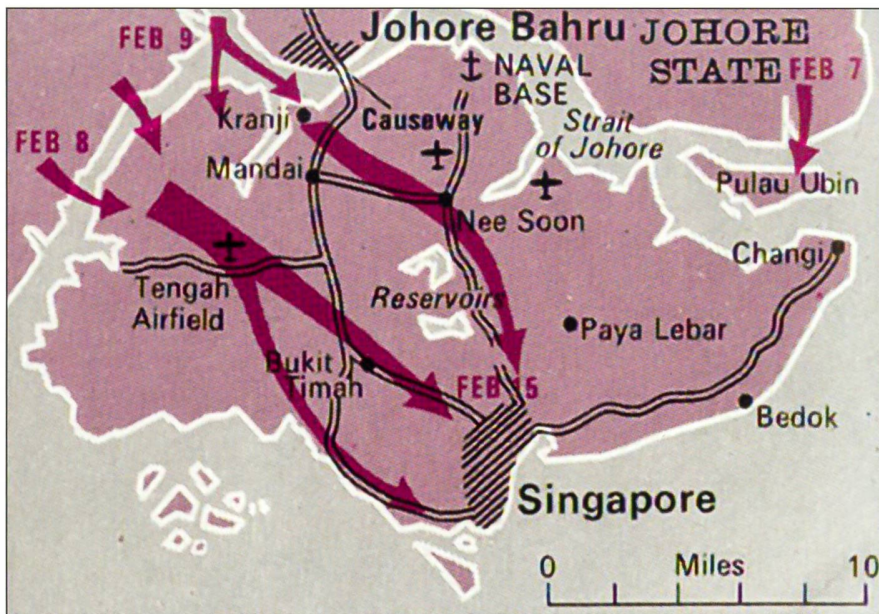 FEB 9
Johore Bahru
JOHORE
STATE
FEB 7
NAVAL
BASE
Kranji
Causeway
Strait
of Johore
FEB 8
Mandai
Pulau Ubin
Nee Soon
Changi
Tengah
Airfield
Reservoirs
Paya Lebar
Bukit
Timah
FEB 15
Bedok
Singapore
0 Miles 10